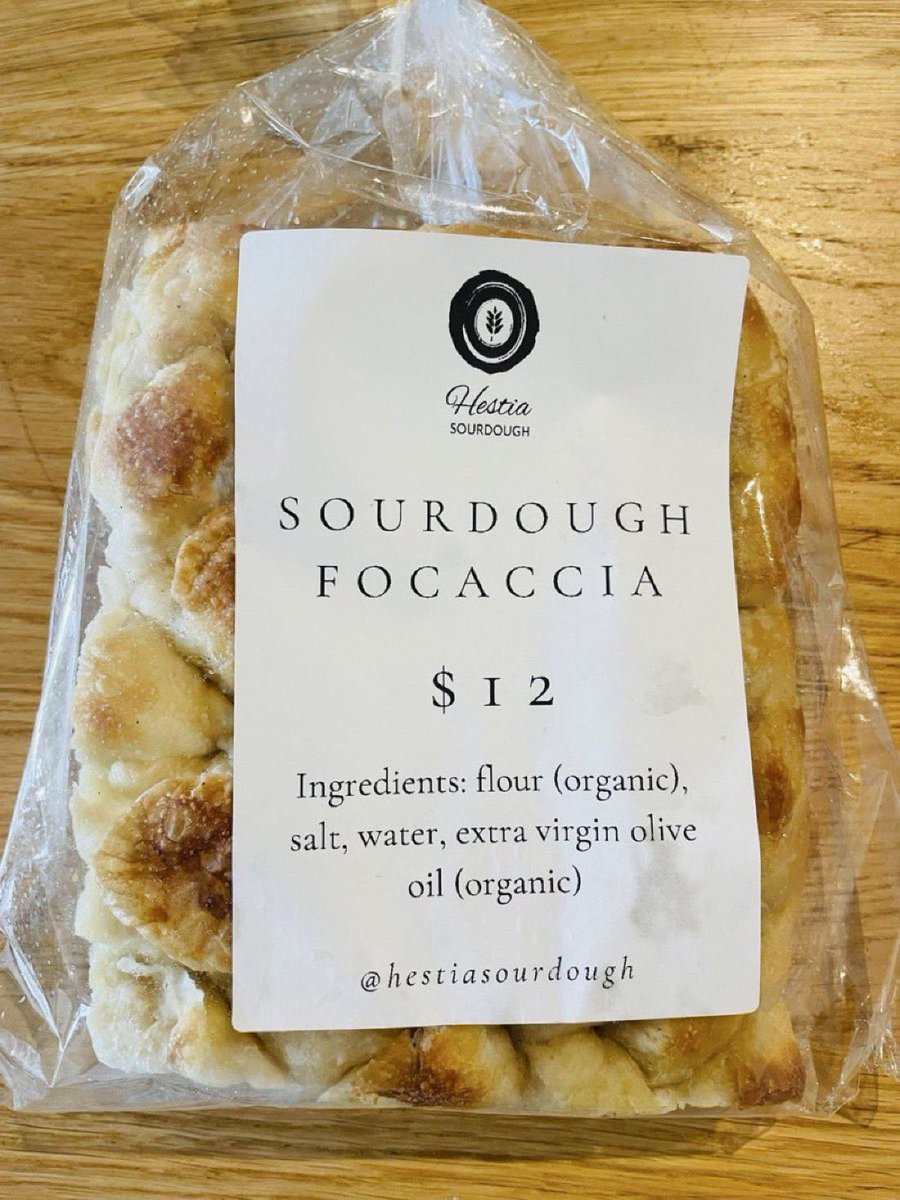 Hestia
SOURDOUGH
SOURDOUGH
FOCACCIA
$12
Ingredients: flour (organic),
salt, water, extra virgin olive
oil (organic)
@hestiasourdough